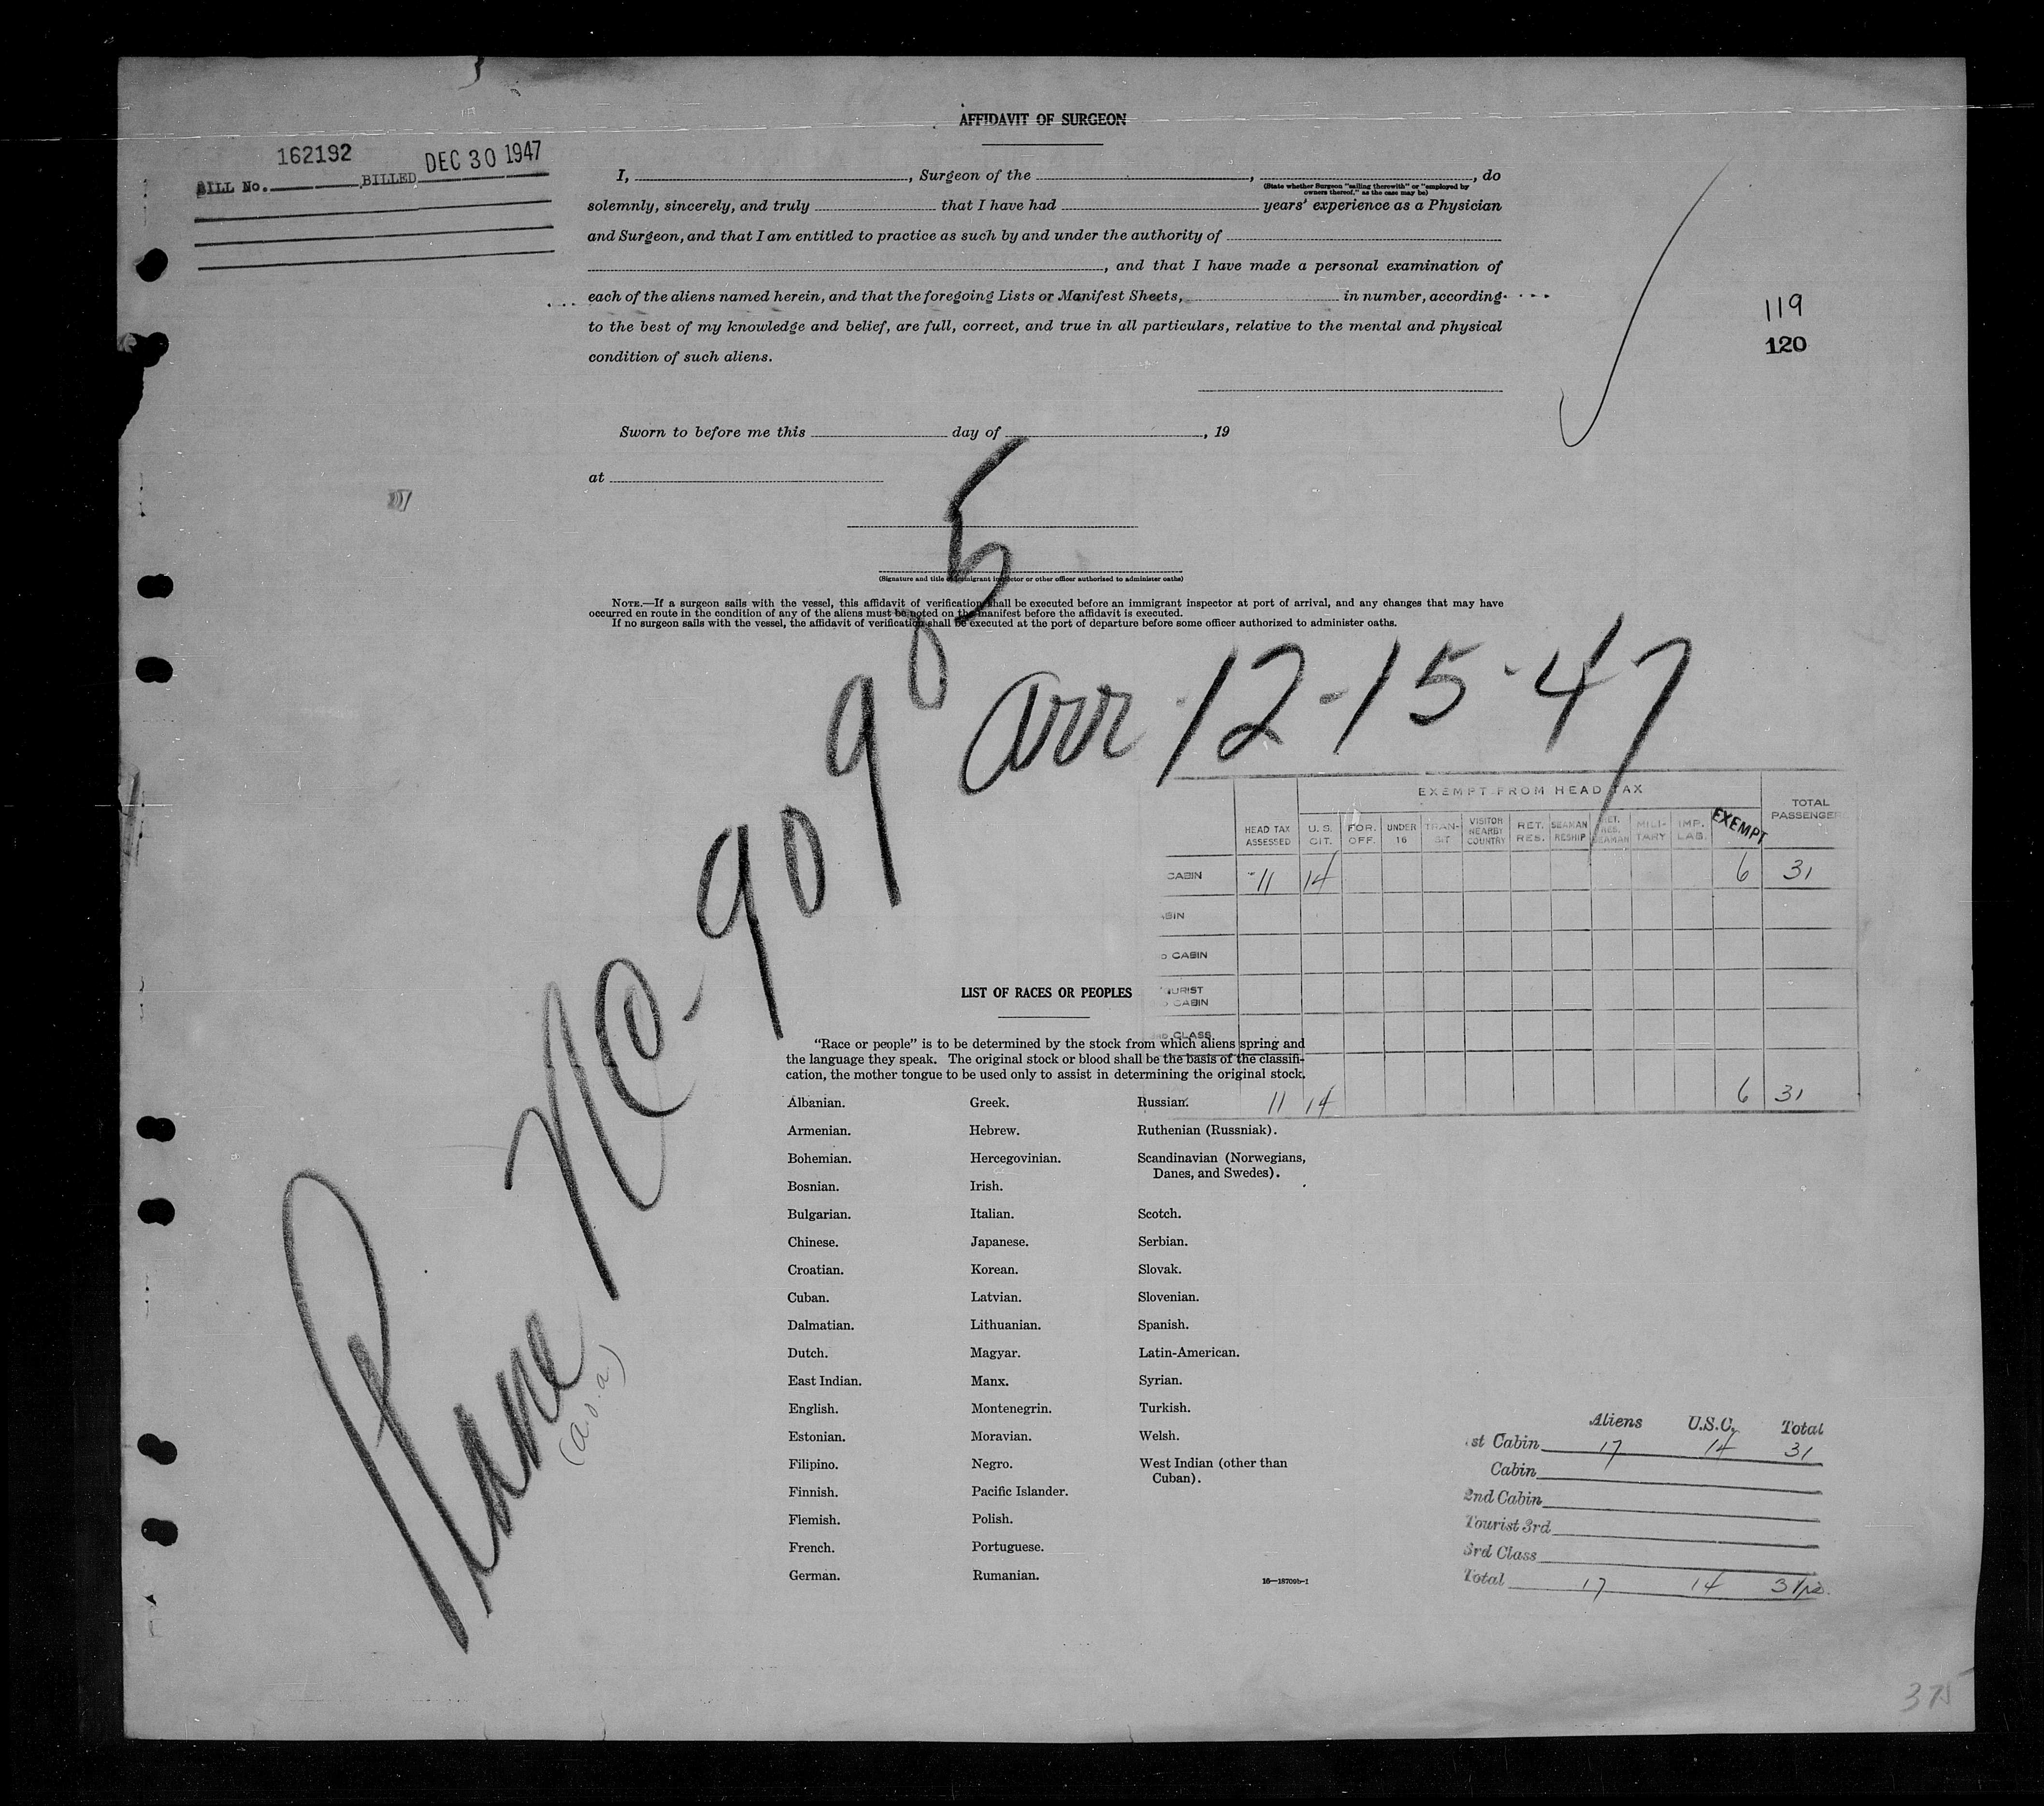 AFFIDAVIT OF SURGEON
162192 DEC 30 1947
BILL No. BILLED
I, , Surgeon of the , , do
(State whether Surgeon "sailing therewith" or "employed by
owners thereof," as the case may be)
solemnly, sincerely, and truly that I have had years' experience as a Physician
and Surgeon, and that I am entitled to practice as such by and under the authority of
, and that I have made a personal examination of
each of the aliens named herein, and that the foregoing Lists or Manifest Sheets, in number, according
to the best of my knowledge and belief, are full, correct, and true in all particulars, relative to the mental and physical
condition of such aliens.
119
120
Sworn to before me this day of , 19
at
(Signature and title of immigrant inspector or other officer authorized to administer oaths)
NOTE.—If a surgeon sails with the vessel, this affidavit of verification shall be executed before an immigrant inspector at port of arrival, and any changes that may have
occurred en route in the condition of any of the aliens must be noted on the manifest before the affidavit is executed.
If no surgeon sails with the vessel, the affidavit of verification shall be executed at the port of departure before some officer authorized to administer oaths.
Plane NC-90905
(a.o.a)
arr 12-15-47
EXEMPT FROM HEAD TAX
HEAD TAX ASSESSED U.S. CIT. FOR. OFF. UNDER 16 TRAN-SIT VISITOR NEARBY COUNTRY RET. RES. SEAMAN RESHIP RET. RES. SEAMAN MILI-TARY IMP. LAB. EXEMPT TOTAL PASSENGER
CABIN 11 14 6 31
CABIN
CABIN
TOURIST
CABIN
CLASS
11 14 6 31
LIST OF RACES OR PEOPLES
"Race or people" is to be determined by the stock from which aliens spring and
the language they speak. The original stock or blood shall be the basis of the classifi-
cation, the mother tongue to be used only to assist in determining the original stock.
Albanian. Greek. Russian.
Armenian. Hebrew. Ruthenian (Russniak).
Bohemian. Hercegovinian. Scandinavian (Norwegians,
Danes, and Swedes).
Bosnian. Irish.
Bulgarian. Italian. Scotch.
Chinese. Japanese. Serbian.
Croatian. Korean. Slovak.
Cuban. Latvian. Slovenian.
Dalmatian. Lithuanian. Spanish.
Dutch. Magyar. Latin-American.
East Indian. Manx. Syrian.
English. Montenegrin. Turkish.
Estonian. Moravian. Welsh.
Filipino. Negro. West Indian (other than
Cuban).
Finnish. Pacific Islander.
Flemish. Polish.
French. Portuguese.
German. Rumanian.
16—18709b-1
Aliens U.S.C. Total
st Cabin 17 14 31
Cabin
2nd Cabin
Tourist 3rd
3rd Class
Total 17 14 31
375